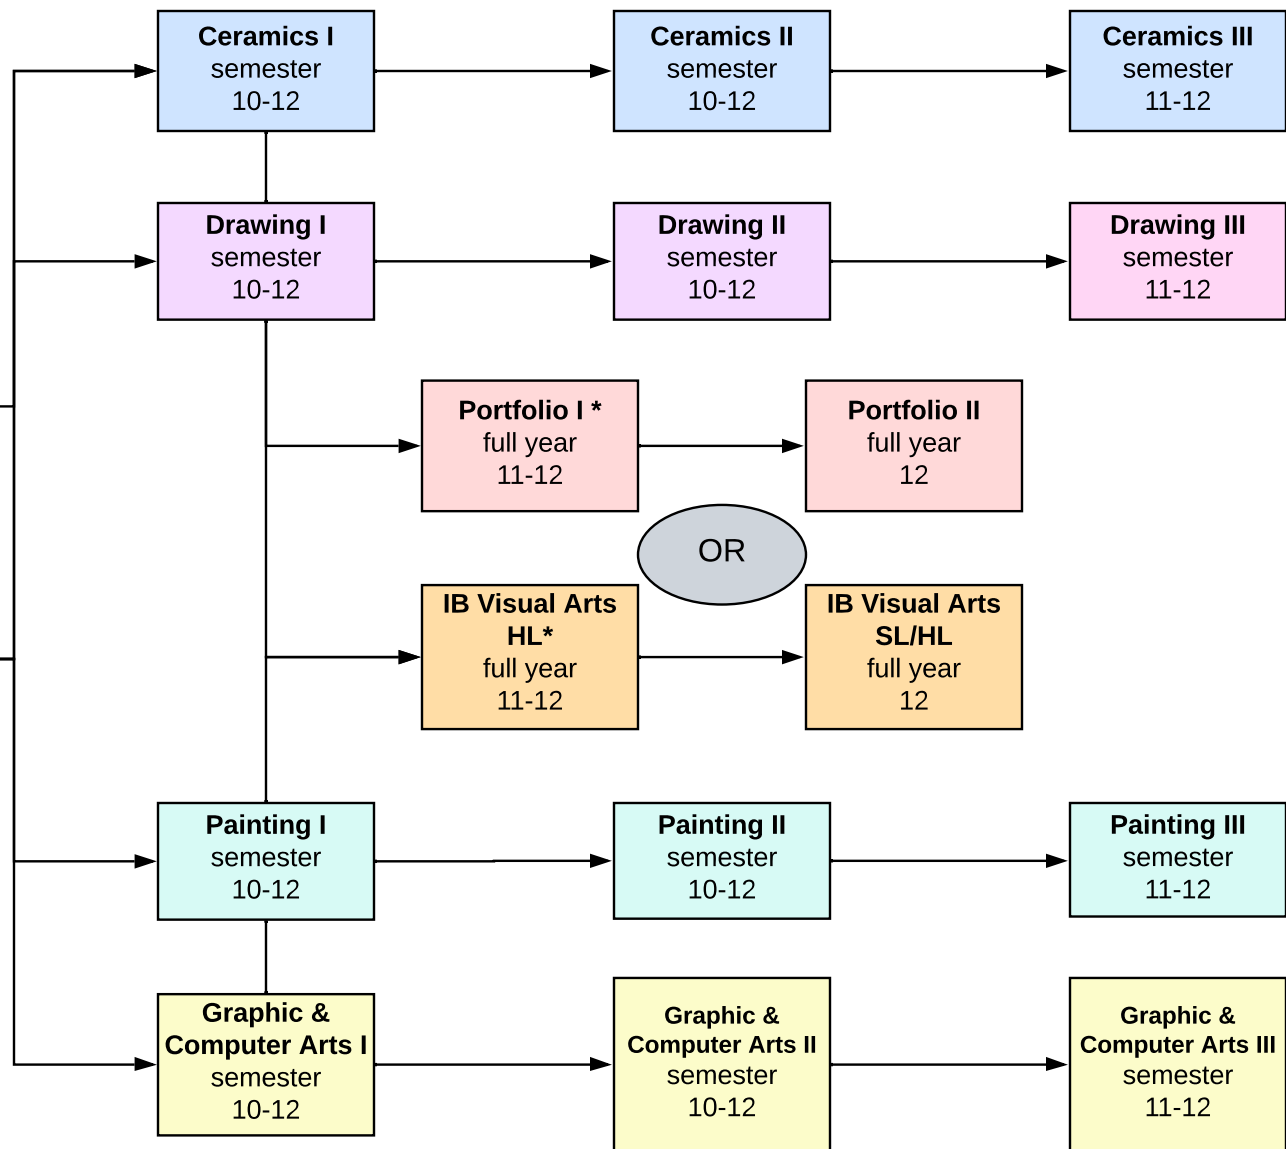 Ceramics I
semester
10-12
Ceramics II
semester
10-12
Ceramics III
semester
11-12
Drawing I
semester
10-12
Drawing II
semester
10-12
Drawing III
semester
11-12
Portfolio I *
full year
11-12
Portfolio II
full year
12
OR
IB Visual Arts
HL*
full year
11-12
IB Visual Arts
SL/HL
full year
12
Painting I
semester
10-12
Painting II
semester
10-12
Painting III
semester
11-12
Graphic &
Computer Arts I
semester
10-12
Graphic &
Computer Arts II
semester
10-12
Graphic &
Computer Arts III
semester
11-12